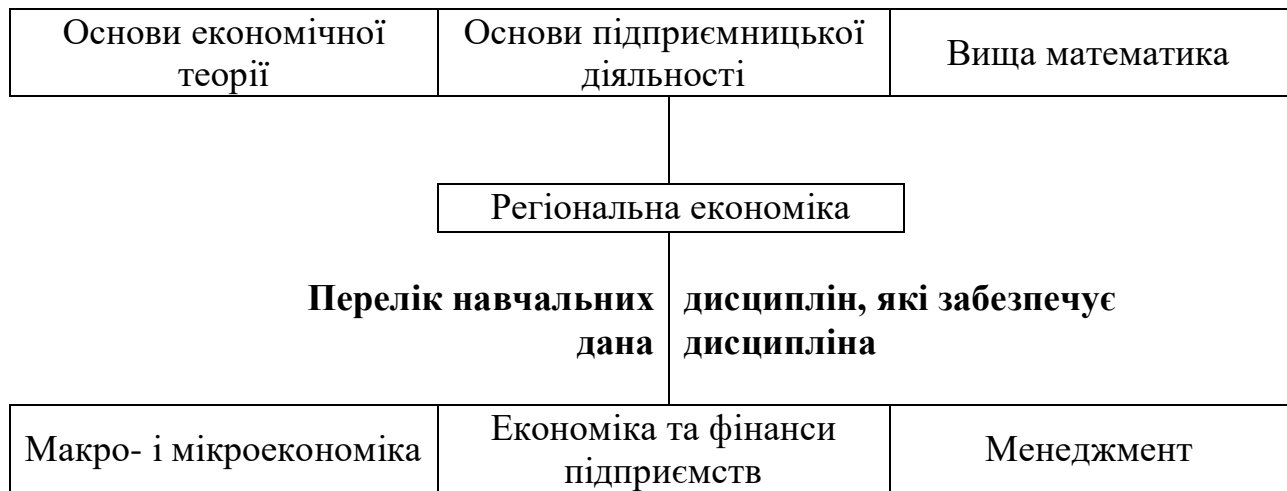 Основи економічної
теорії
Основи підприємницької
діяльності
Вища математика
Регіональна економіка
Перелік навчальних дисциплін, які забезпечує
дана дисципліна
Макро- і мікроекономіка
Економіка та фінанси
підприємств
Менеджмент